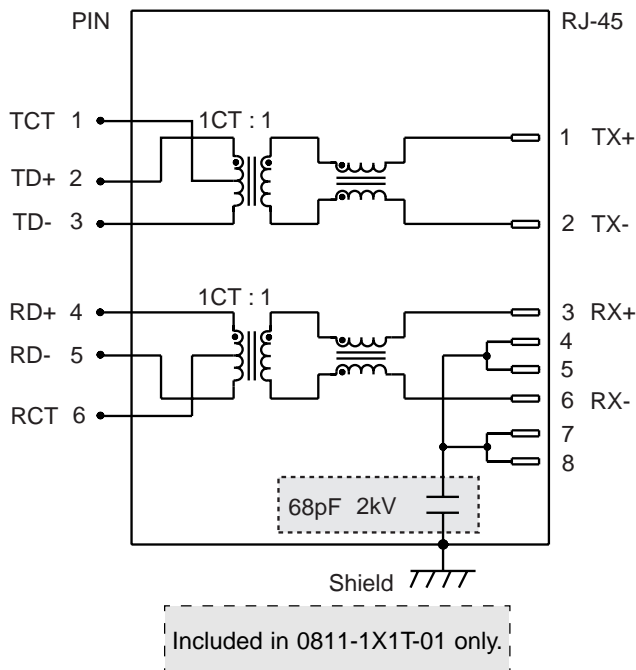 PIN RJ-45
TCT 1 1CT : 1 1 TX+
TD+ 2
TD- 3 2 TX-
RD+ 4 1CT : 1 3 RX+
4
RD- 5 5
6 RX-
RCT 6
7
8
68pF 2kV
Shield
Included in 0811-1X1T-01 only.